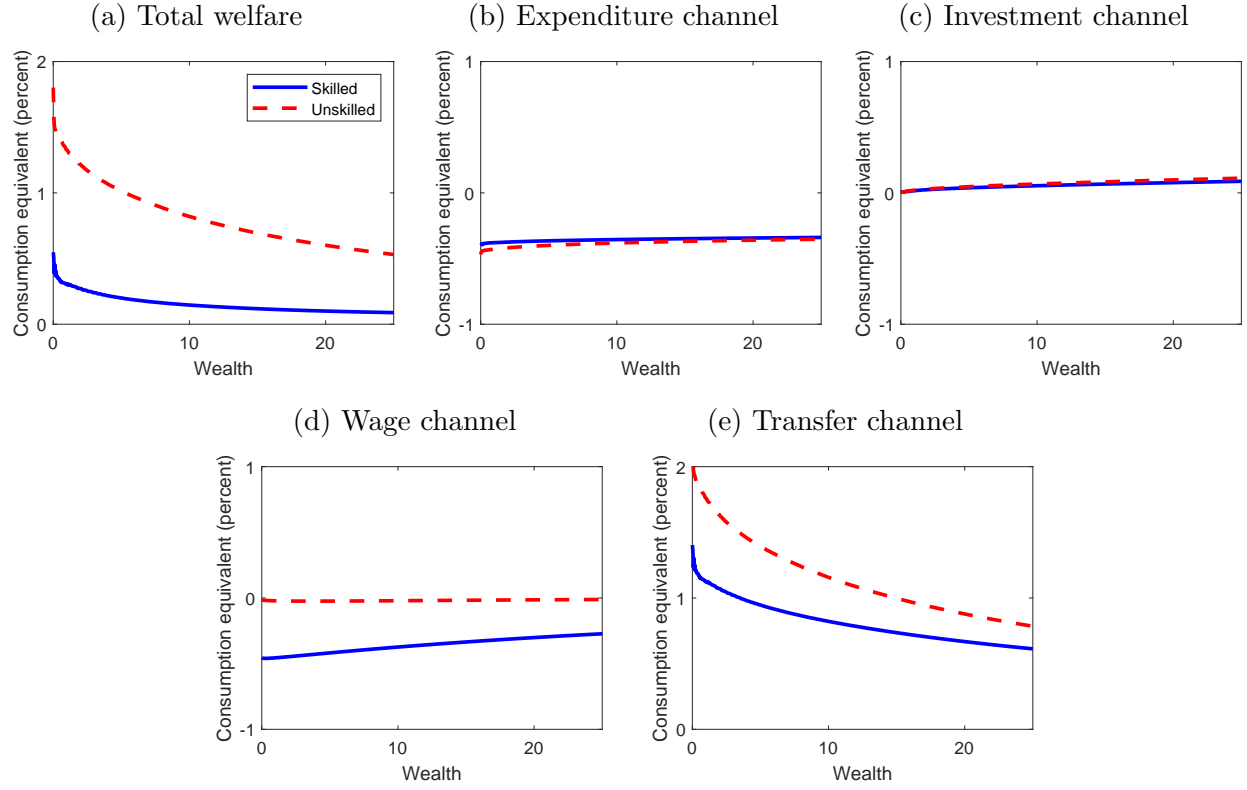 (a) Total welfare
(b) Expenditure channel
(c) Investment channel
Consumption equivalent (percent)
2
1
0
0
10
20
Wealth
Skilled
Unskilled
Consumption equivalent (percent)
1
0
-1
0
10
20
Wealth
Consumption equivalent (percent)
1
0
-1
0
10
20
Wealth
(d) Wage channel
(e) Transfer channel
Consumption equivalent (percent)
1
0
-1
0
10
20
Wealth
Consumption equivalent (percent)
2
1
0
0
10
20
Wealth